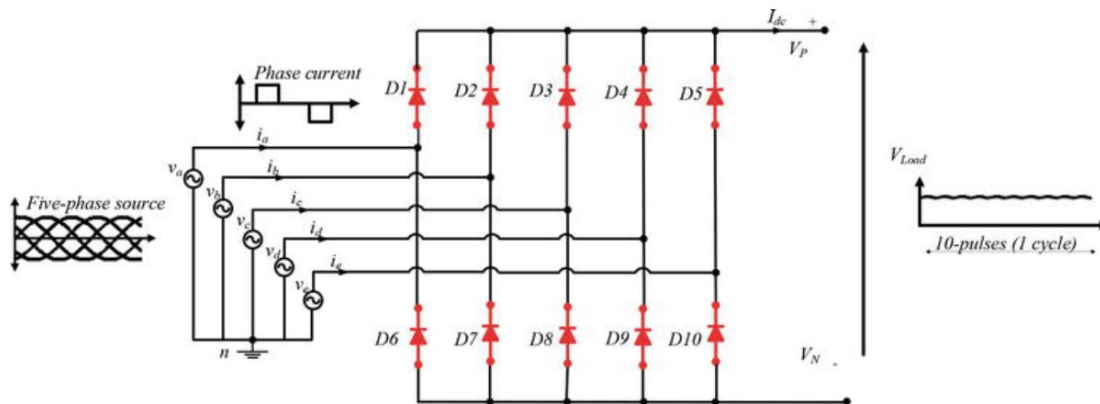 I_dc +
V_P
Phase current
D1 D2 D3 D4 D5
i_a
v_a
i_b
v_b
Five-phase source
i_c
v_c
i_d
v_d
i_e
v_e
V_Load
10-pulses (1 cycle)
D6 D7 D8 D9 D10
n
V_N -